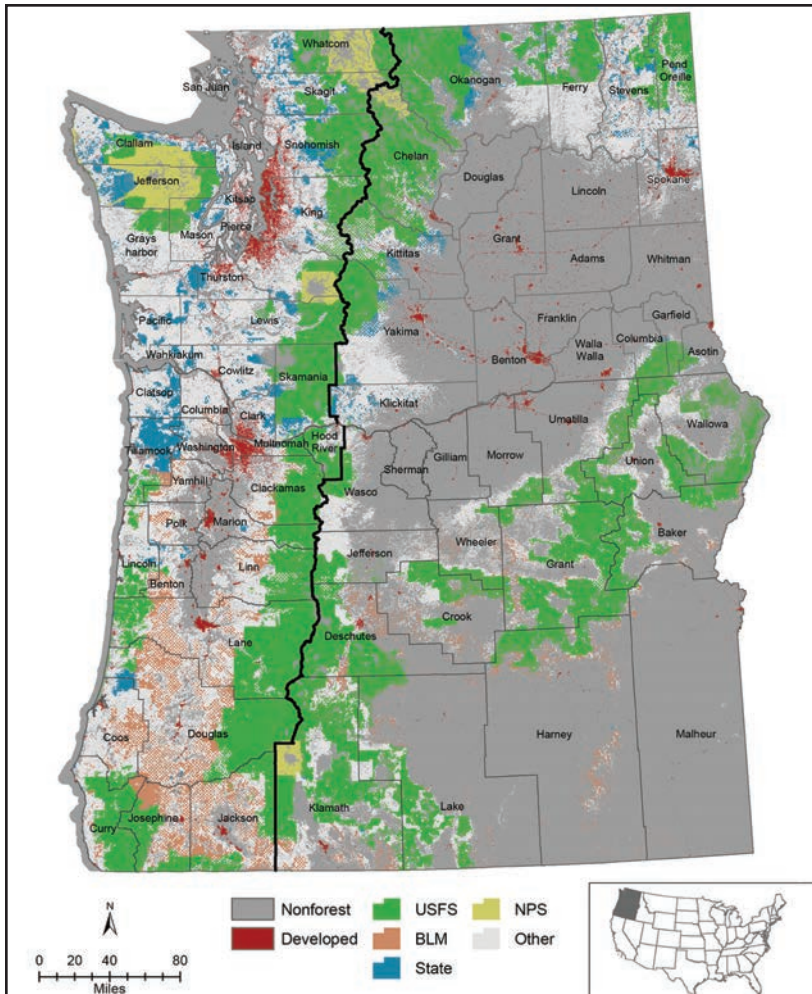 Whatcom
San Juan
Skagit
Okanogan
Ferry
Stevens
Pend
Oreille
Clallam
Island
Snohomish
Chelan
Jefferson
Kitsap
Douglas
Lincoln
Spokane
Grays
harbor
Mason
Pierce
King
Grant
Kittitas
Adams
Whitman
Thurston
Pacific
Lewis
Yakima
Franklin
Garfield
Columbia
Walla
Walla
Asotin
Benton
Wahkiakum
Cowlitz
Skamania
Klickitat
Clatsop
Columbia
Clark
Umatilla
Wallowa
Tillamook
Washington
Multnomah
Hood
River
Gilliam
Morrow
Sherman
Union
Yamhill
Clackamas
Wasco
Polk
Marion
Wheeler
Baker
Jefferson
Grant
Lincoln
Benton
Linn
Crook
Lane
Deschutes
Coos
Douglas
Harney
Malheur
Curry
Josephine
Jackson
Klamath
Lake
N
0 20 40 80
Miles
Nonforest
USFS
NPS
Developed
BLM
Other
State